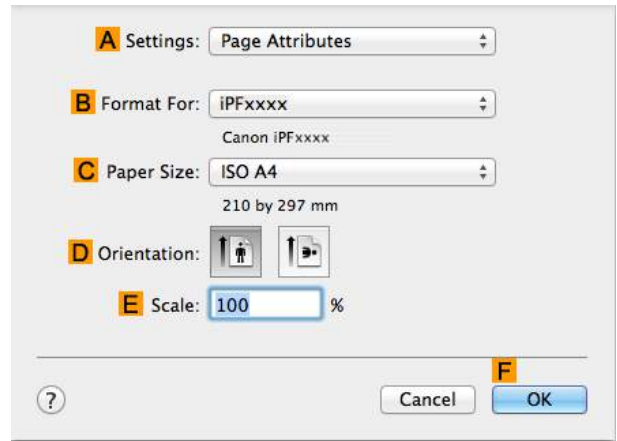 A Settings: Page Attributes
B Format For: iPFxxxx
Canon iPFxxxx
C Paper Size: ISO A4
210 by 297 mm
D Orientation:
E Scale: 100 %
F
? Cancel OK